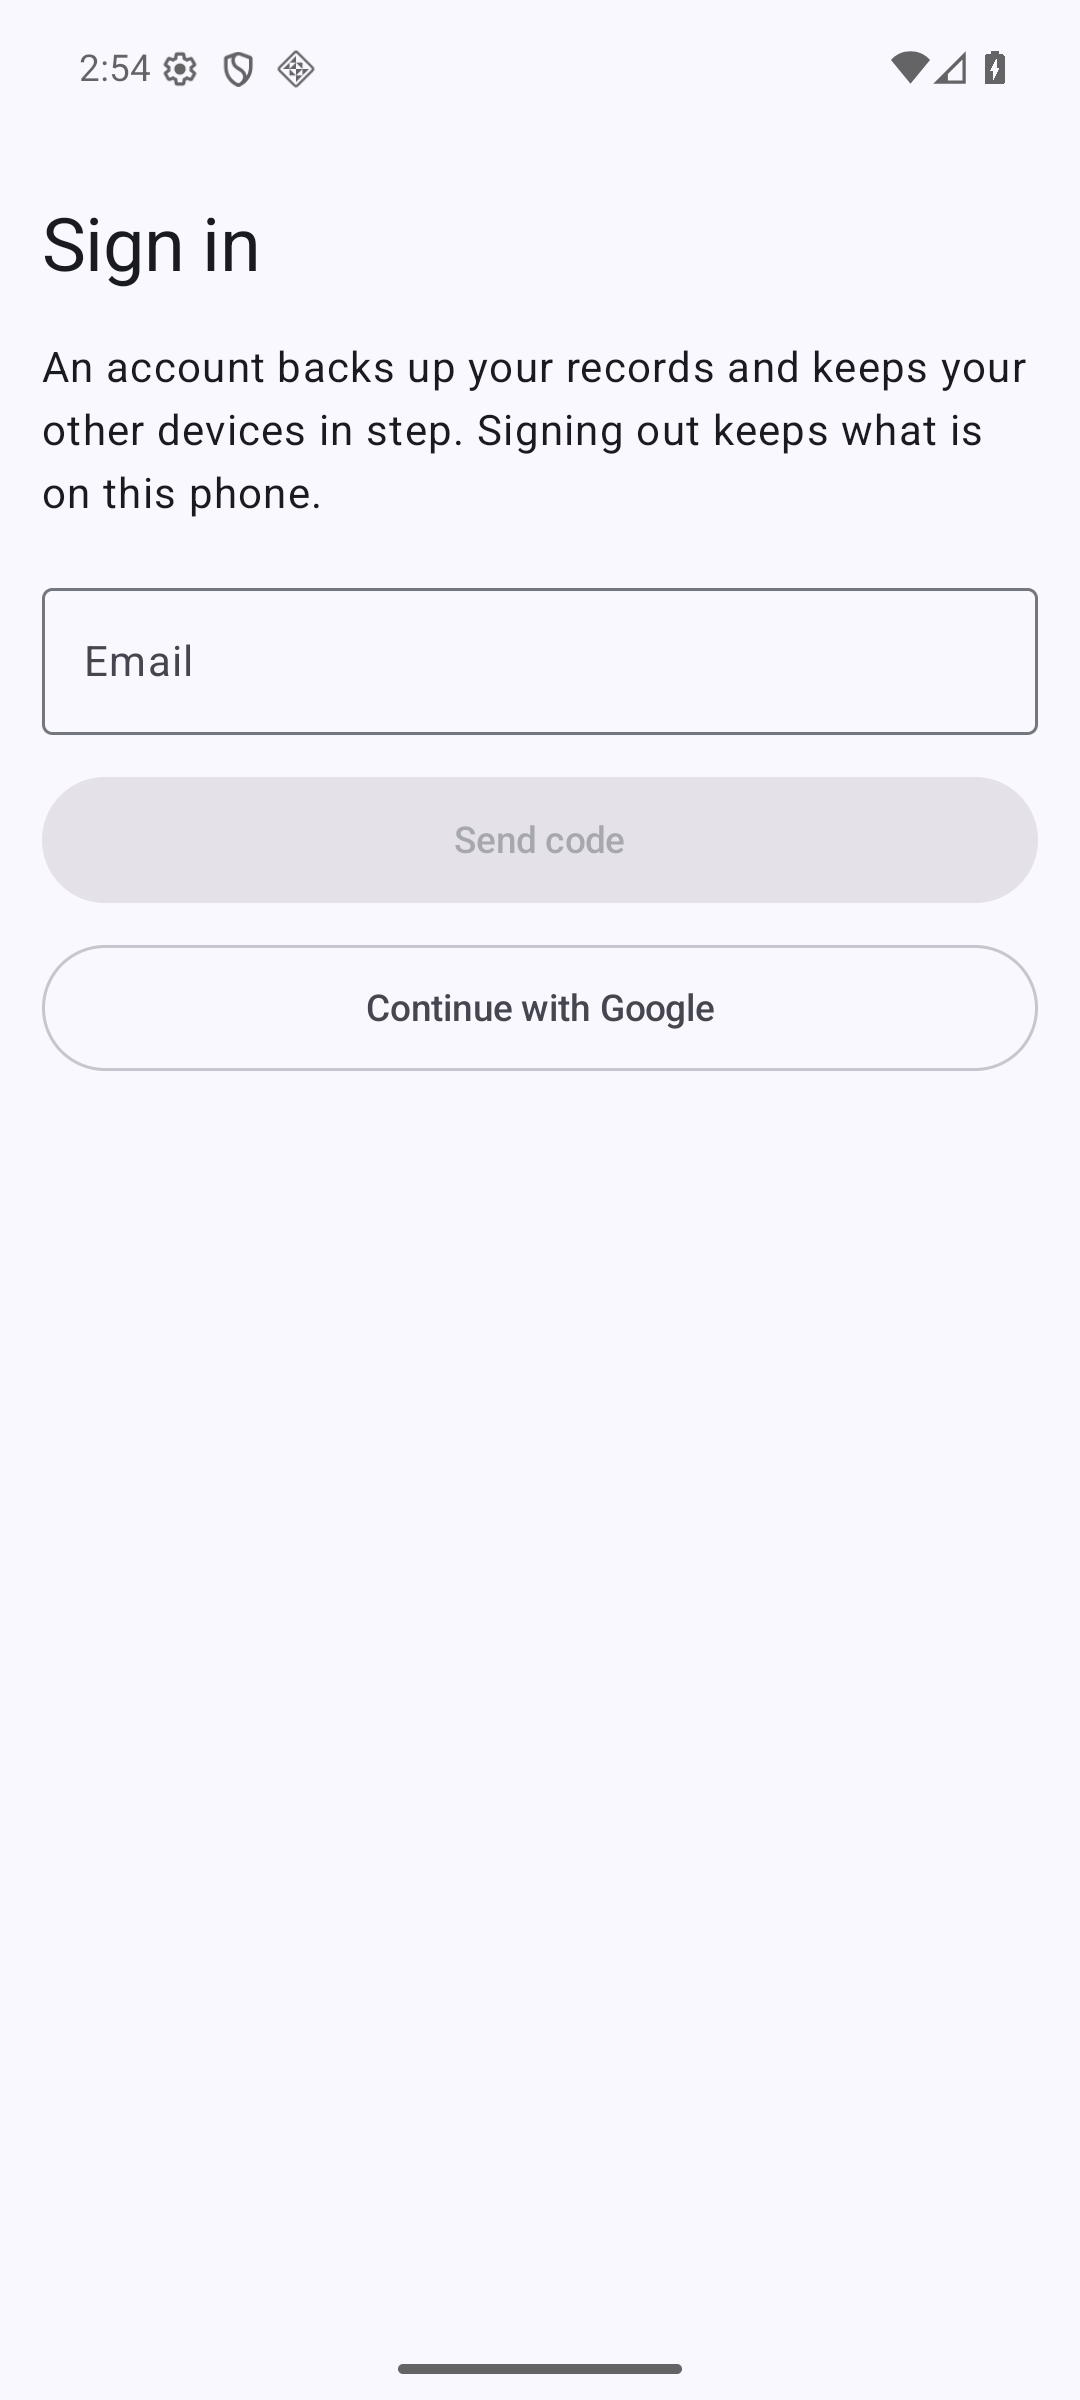 2:54
Sign in
An account backs up your records and keeps your
other devices in step. Signing out keeps what is
on this phone.
Email
Send code
Continue with Google